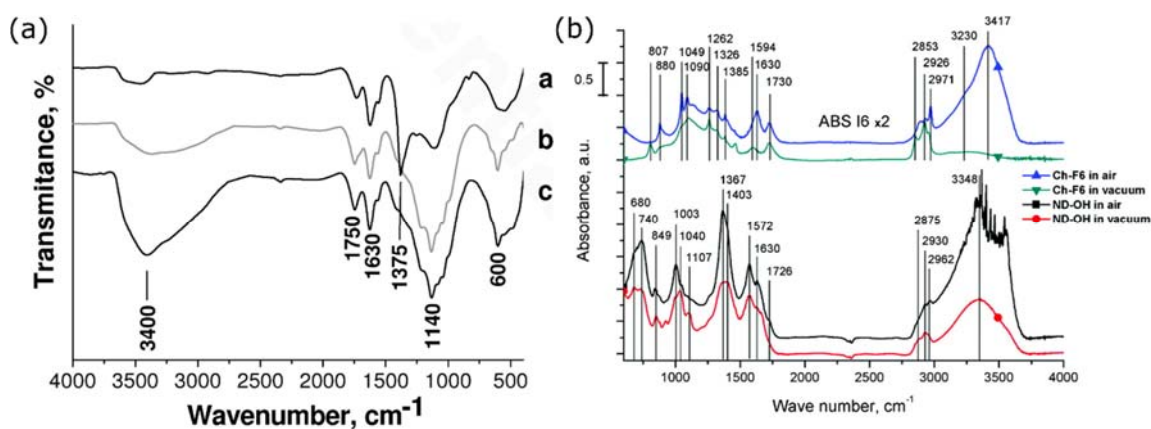 (a)
Transmitance, %
a
b
c
3400
1750
1630
1375
1140
600
4000 3500 3000 2500 2000 1500 1000 500
Wavenumber, cm-1
(b)
Absorbance, a.u.
0.5
807
880
1049
1090
1262
1326
1385
1594
1630
1730
2853
2926
2971
3230
3417
ABS I6 x2
Ch-F6 in air
Ch-F6 in vacuum
ND-OH in air
ND-OH in vacuum
680
740
849
1003
1040
1107
1367
1403
1572
1630
1726
2875
2930
2962
3348
1000 1500 2000 2500 3000 3500 4000
Wave number, cm-1